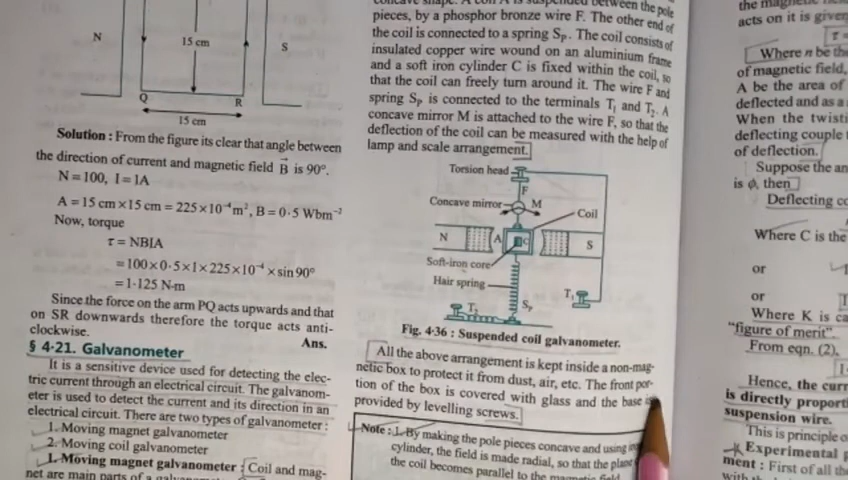 N
15 cm
S
Q
R
15 cm
Solution : From the figure its clear that angle between
the direction of current and magnetic field B⃗ is 90°.
N = 100, I = 1A
A = 15 cm × 15 cm = 225 × 10⁻⁴ m², B = 0·5 Wbm⁻²
Now, torque
τ = NBIA
= 100 × 0·5 × 1 × 225 × 10⁻⁴ × sin 90°
= 1·125 N-m
Since the force on the arm PQ acts upwards and that
on SR downwards therefore the torque acts anti-
clockwise. Ans.
§ 4·21. Galvanometer
It is a sensitive device used for detecting the elec-
tric current through an electrical circuit. The galvanom-
eter is used to detect the current and its direction in an
electrical circuit. There are two types of galvanometer :
1. Moving magnet galvanometer
2. Moving coil galvanometer
1. Moving magnet galvanometer : Coil and mag-
net are main parts of a
concave shape. A coil A is suspended between the pole
pieces, by a phosphor bronze wire F. The other end of
the coil is connected to a spring Sₚ. The coil consists of
insulated copper wire wound on an aluminium frame
and a soft iron cylinder C is fixed within the coil, so
that the coil can freely turn around it. The wire F and
spring Sₚ is connected to the terminals T₁ and T₂. A
concave mirror M is attached to the wire F, so that the
deflection of the coil can be measured with the help of
lamp and scale arrangement.
Torsion head
F
Concave mirror
M
Coil
N
A
C
S
Soft-iron core
Hair spring
Sₚ
T₁
T₂
Fig. 4·36 : Suspended coil galvanometer.
All the above arrangement is kept inside a non-mag-
netic box to protect it from dust, air, etc. The front por-
tion of the box is covered with glass and the base is
provided by levelling screws.
Note : 1. By making the pole pieces concave and using
cylinder, the field is made radial, so that the plane
the coil becomes parallel to the magnetic field
the magnetic
acts on it is given
τ =
Where n be the
of magnetic field,
A be the area of
deflected and as a
When the twisti
deflecting couple
of deflection.
Suppose the an
is ϕ, then
Deflecting co
Where C is the
or
or
Where K is ca
"figure of merit".
From eqn. (2),
Hence, the curr
is directly proporti
suspension wire.
This is principle o
Experimental
ment : First of all the